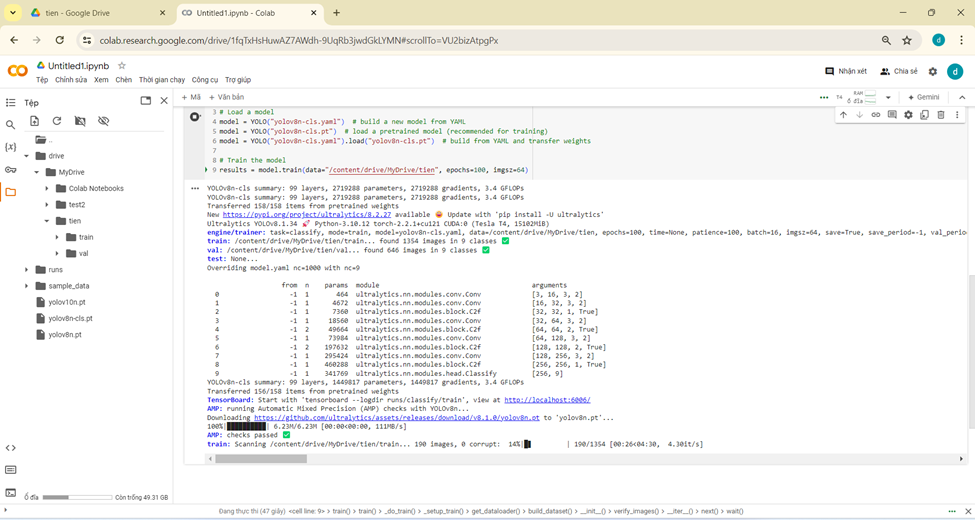 tien - Google Drive
Untitled1.ipynb - Colab
colab.research.google.com/drive/1fqTxHsHuwAZ7AWdh-9UqRb3jwdGkLYMN#scrollTo=VU2bizAtpgPx
d
CO
Untitled1.ipynb
Tệp Chỉnh sửa Xem Chèn Thời gian chạy Công cụ Trợ giúp
Nhận xét
Chia sẻ
d
Tệp
+ Mã + Văn bản
T4
RAM
Ổ đĩa
Gemini
..
drive
MyDrive
Colab Notebooks
test2
tien
train
val
runs
sample_data
yolov10n.pt
yolov8n-cls.pt
yolov8n.pt
Ổ đĩa
Còn trống 49.31 GB
3 # Load a model
4 model = YOLO("yolov8n-cls.yaml") # build a new model from YAML
5 model = YOLO("yolov8n-cls.pt") # load a pretrained model (recommended for training)
6 model = YOLO("yolov8n-cls.yaml").load("yolov8n-cls.pt") # build from YAML and transfer weights
7
8 # Train the model
9 results = model.train(data="/content/drive/MyDrive/tien", epochs=100, imgsz=64)
YOLOv8n-cls summary: 99 layers, 2719288 parameters, 2719288 gradients, 3.4 GFLOPs
YOLOv8n-cls summary: 99 layers, 2719288 parameters, 2719288 gradients, 3.4 GFLOPs
Transferred 158/158 items from pretrained weights
New https://pypi.org/project/ultralytics/8.2.27 available 😃 Update with 'pip install -U ultralytics'
Ultralytics YOLOv8.1.34 🚀 Python-3.10.12 torch-2.2.1+cu121 CUDA:0 (Tesla T4, 15102MiB)
engine/trainer: task=classify, mode=train, model=yolov8n-cls.yaml, data=/content/drive/MyDrive/tien, epochs=100, time=None, patience=100, batch=16, imgsz=64, save=True, save_period=-1, val_perio
train: /content/drive/MyDrive/tien/train... found 1354 images in 9 classes ✅
val: /content/drive/MyDrive/tien/val... found 646 images in 9 classes ✅
test: None...
Overriding model.yaml nc=1000 with nc=9
from n params module arguments
0 -1 1 464 ultralytics.nn.modules.conv.Conv [3, 16, 3, 2]
1 -1 1 4672 ultralytics.nn.modules.conv.Conv [16, 32, 3, 2]
2 -1 1 7360 ultralytics.nn.modules.block.C2f [32, 32, 1, True]
3 -1 1 18560 ultralytics.nn.modules.conv.Conv [32, 64, 3, 2]
4 -1 2 49664 ultralytics.nn.modules.block.C2f [64, 64, 2, True]
5 -1 1 73984 ultralytics.nn.modules.conv.Conv [64, 128, 3, 2]
6 -1 2 197632 ultralytics.nn.modules.block.C2f [128, 128, 2, True]
7 -1 1 295424 ultralytics.nn.modules.conv.Conv [128, 256, 3, 2]
8 -1 1 460288 ultralytics.nn.modules.block.C2f [256, 256, 1, True]
9 -1 1 341769 ultralytics.nn.modules.head.Classify [256, 9]
YOLOv8n-cls summary: 99 layers, 1449817 parameters, 1449817 gradients, 3.4 GFLOPs
Transferred 156/158 items from pretrained weights
TensorBoard: Start with 'tensorboard --logdir runs/classify/train', view at http://localhost:6006/
AMP: running Automatic Mixed Precision (AMP) checks with YOLOv8n...
Downloading https://github.com/ultralytics/assets/releases/download/v8.1.0/yolov8n.pt to 'yolov8n.pt'...
100%|██████████| 6.23M/6.23M [00:00<00:00, 111MB/s]
AMP: checks passed ✅
train: Scanning /content/drive/MyDrive/tien/train... 190 images, 0 corrupt: 14%|█▍ | 190/1354 [00:26<04:30, 4.30it/s]
Đang thực thi (47 giây) <cell line: 9> > train() > train() > _do_train() > _setup_train() > get_dataloader() > build_dataset() > __init__() > verify_images() > __iter__() > next() > wait()